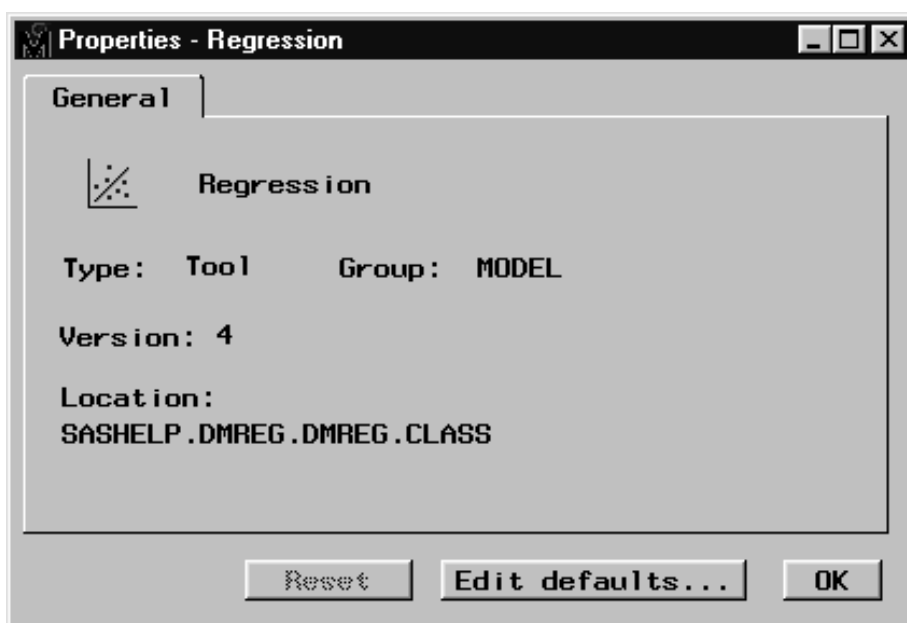 Properties - Regression
General
Regression
Type: Tool Group: MODEL
Version: 4
Location:
SASHELP.DMREG.DMREG.CLASS
Reset Edit defaults... OK